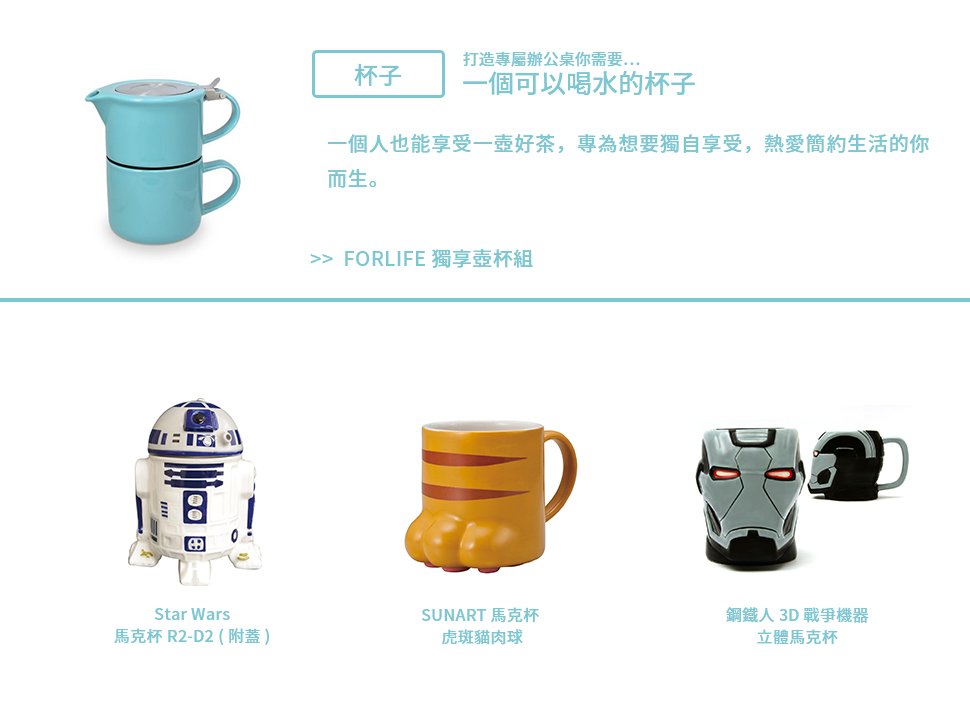 杯子
打造專屬辦公桌你需要...
一個可以喝水的杯子
一個人也能享受一壺好茶，專為想要獨自享受，熱愛簡約生活的你
而生。
>> FORLIFE 獨享壺杯組
Star Wars
馬克杯 R2-D2 ( 附蓋 )
SUNART 馬克杯
虎斑貓肉球
鋼鐵人 3D 戰爭機器
立體馬克杯